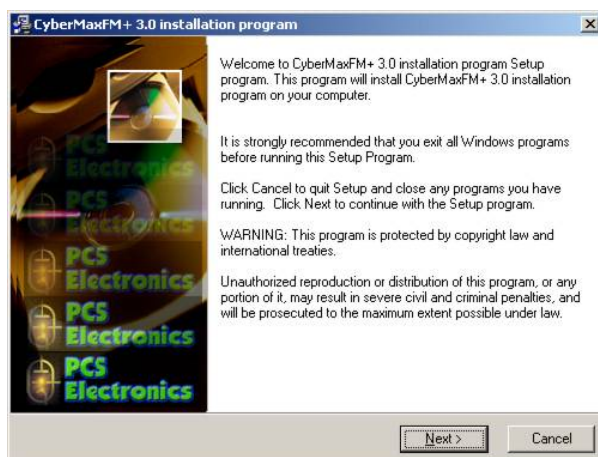 CyberMaxFM+ 3.0 installation program
Welcome to CyberMaxFM+ 3.0 installation program Setup
program. This program will install CyberMaxFM+ 3.0 installation
program on your computer.
It is strongly recommended that you exit all Windows programs
before running this Setup Program.
Click Cancel to quit Setup and close any programs you have
running. Click Next to continue with the Setup program.
WARNING: This program is protected by copyright law and
international treaties.
Unauthorized reproduction or distribution of this program, or any
portion of it, may result in severe civil and criminal penalties, and
will be prosecuted to the maximum extent possible under law.
PCS
Electronics
PCS
Electronics
PCS
Electronics
PCS
Electronics
PCS
Electronics
Next >
Cancel